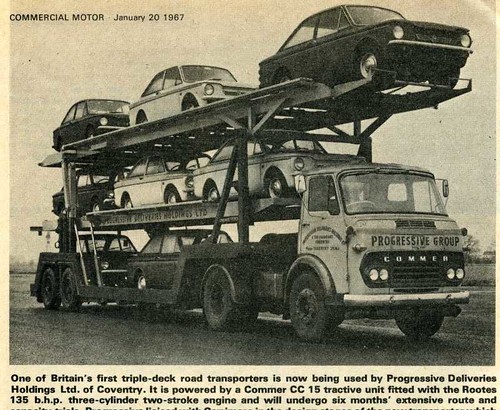 COMMERCIAL MOTOR January 20 1967
PROGRESSIVE GROUP
COMMER
PROGRESSIVE DELIVERIES HOLDINGS LTD
One of Britain's first triple-deck road transporters is now being used by Progressive Deliveries
Holdings Ltd. of Coventry. It is powered by a Commer CC 15 tractive unit fitted with the Rootes
135 b.h.p. three-cylinder two-stroke engine and will undergo six months' extensive route and